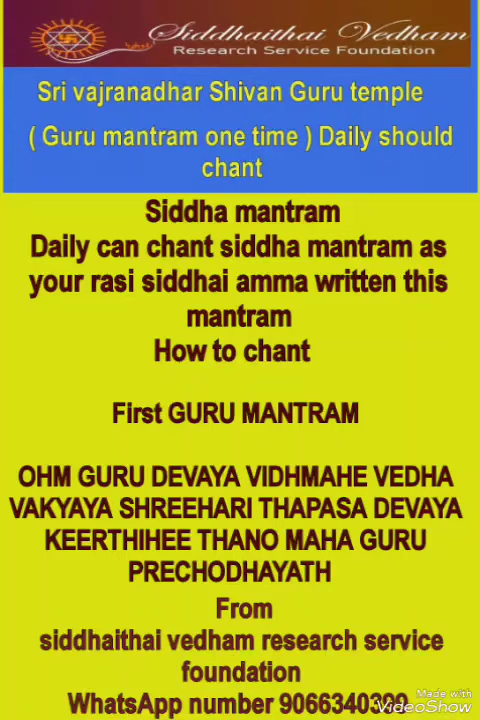 Siddhaithai Vedham
Research Service Foundation
Sri vajranadhar Shivan Guru temple
( Guru mantram one time ) Daily should
chant
Siddha mantram
Daily can chant siddha mantram as
your rasi siddhai amma written this
mantram
How to chant
First GURU MANTRAM
OHM GURU DEVAYA VIDHMAHE VEDHA
VAKYAYA SHREEHARI THAPASA DEVAYA
KEERTHIHEE THANO MAHA GURU
PRECHODHAYATH
From
siddhaithai vedham research service
foundation
WhatsApp number
Made with
VideoShow